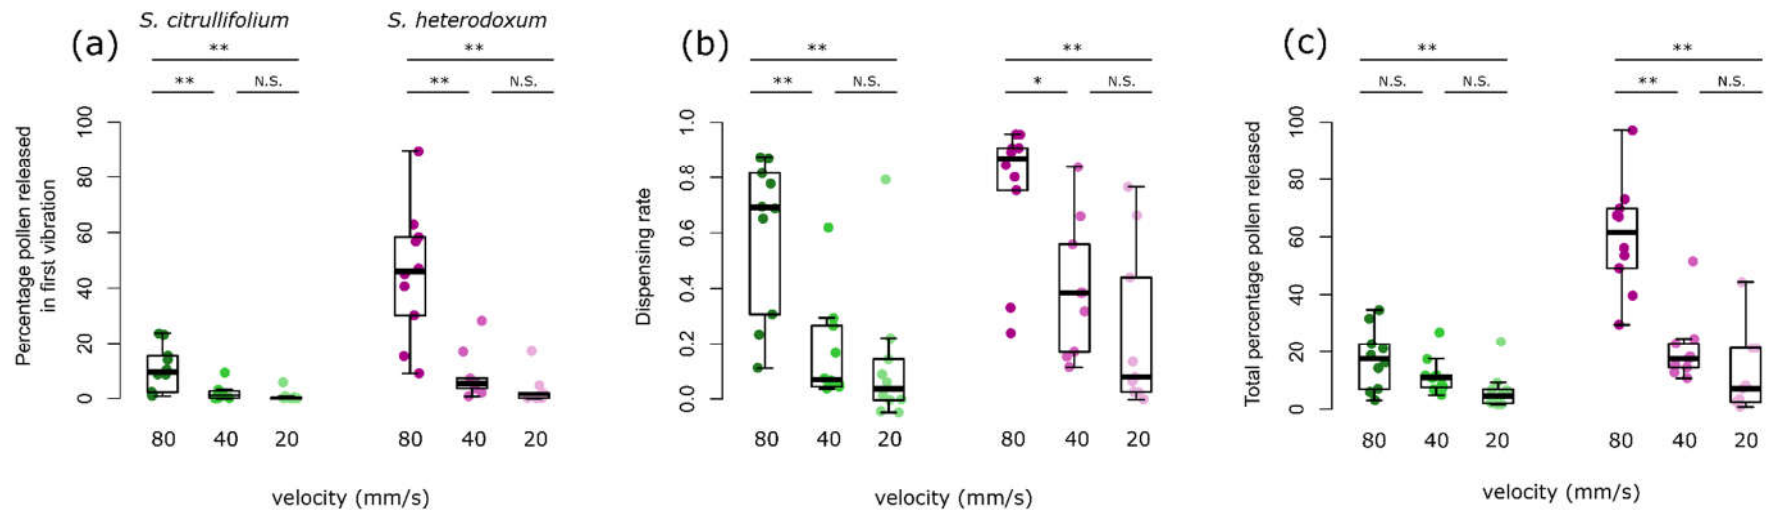 S. citrullifolium S. heterodoxum
(a) ** ** (b) ** ** (c) ** **
** N.S. ** N.S. ** N.S. * N.S. N.S. N.S. ** N.S.
Percentage pollen released
in first vibration
100
80
60
40
20
0
80 40 20 80 40 20
velocity (mm/s)
Dispensing rate
1.0
0.8
0.6
0.4
0.2
0.0
80 40 20 80 40 20
velocity (mm/s)
Total percentage pollen released
100
80
60
40
20
0
80 40 20 80 40 20
velocity (mm/s)